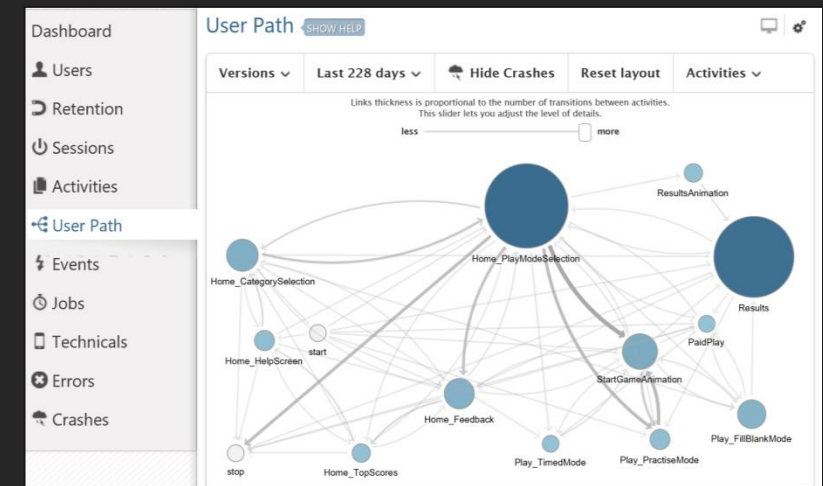 Dashboard
Users
Retention
Sessions
Activities
User Path
Events
Jobs
Technicals
Errors
Crashes
User Path SHOW HELP
Versions Last 228 days Hide Crashes Reset layout Activities
Links thickness is proportional to the number of transitions between activities.
This slider lets you adjust the level of details.
less more
ResultsAnimation
Home_PlayModeSelection
Home_CategorySelection
Results
start
PaidPlay
Home_HelpScreen
StartGameAnimation
Home_Feedback
Play_FillBlankMode
Play_TimedMode
Play_PractiseMode
stop
Home_TopScores